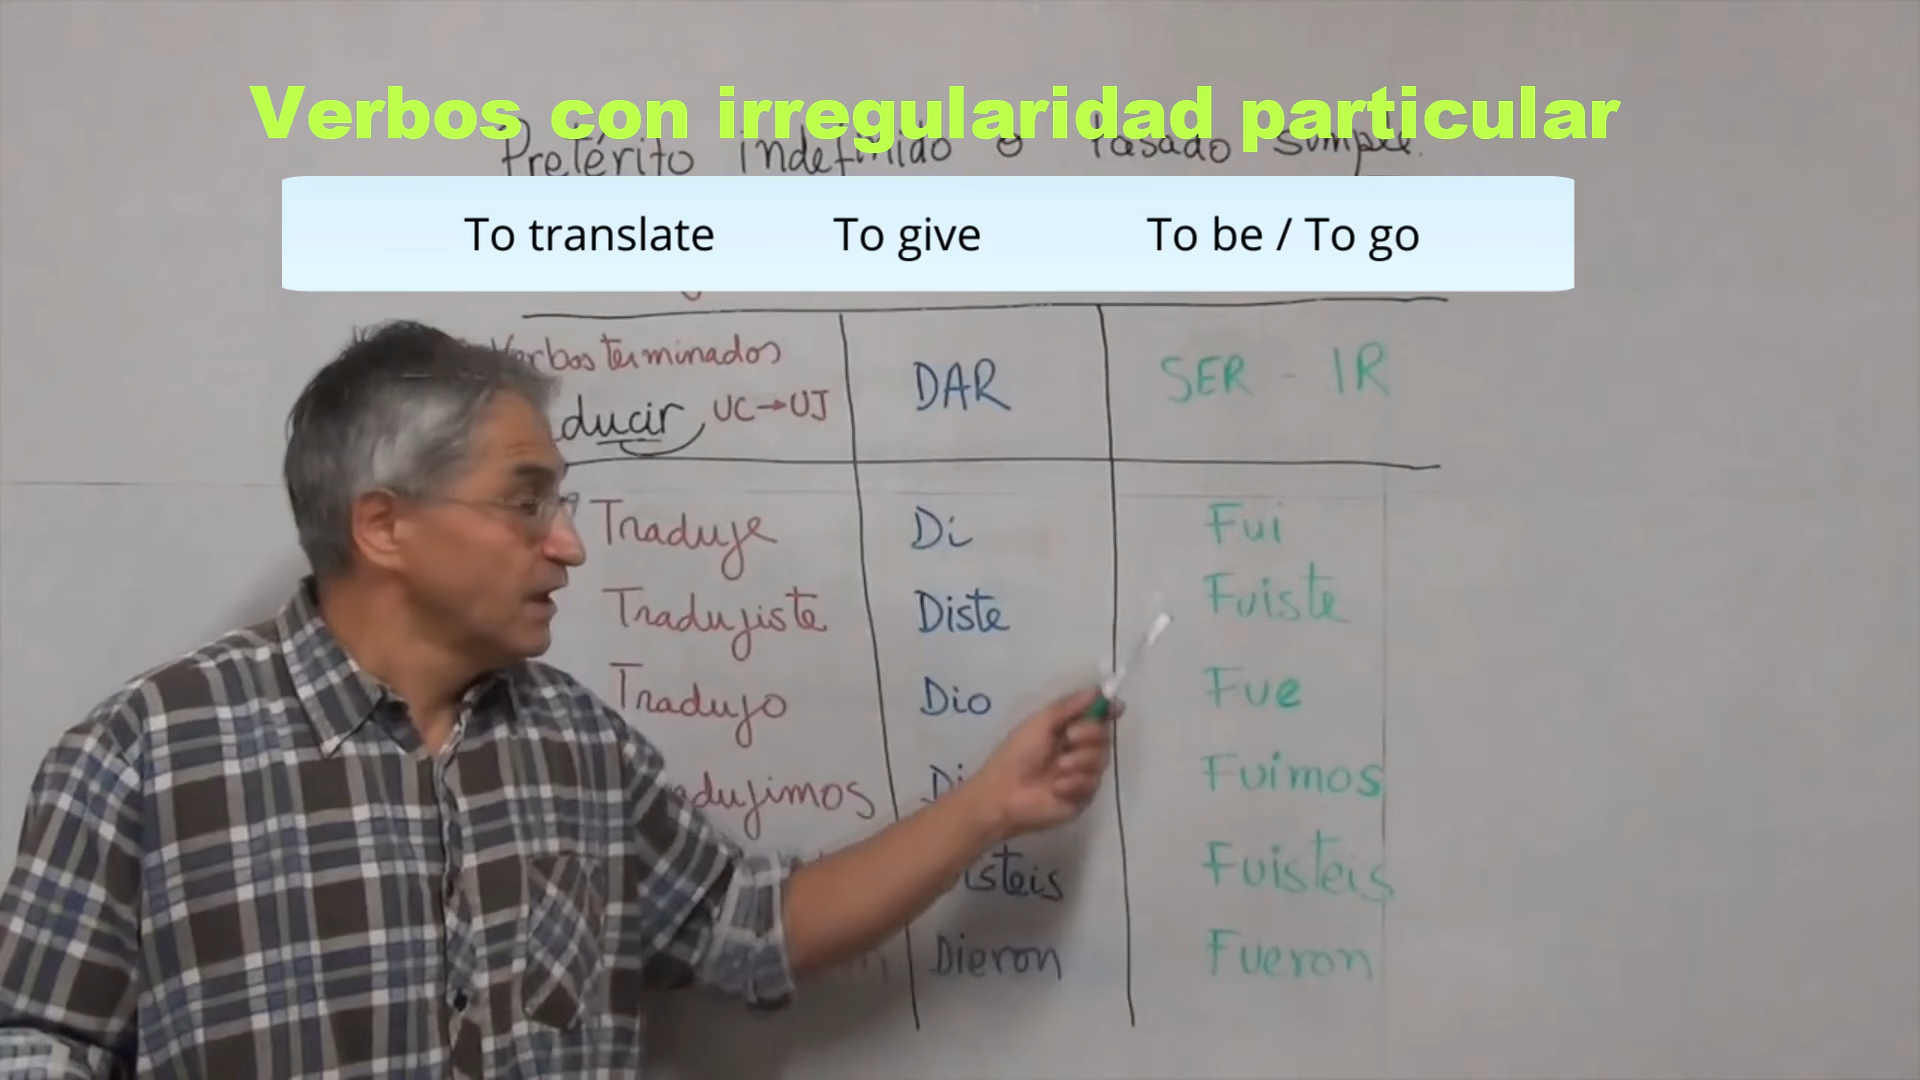 Verbos con irregularidad particular
Pretérito indefinido o Pasado simple.
To translate To give To be / To go
Verbos terminados
ducir UC→UJ DAR SER - IR
Traduje Di Fui
Tradujiste Diste Fuiste
Tradujo Dio Fue
dujimos Di Fuimos
isteis Fuisteis
Dieron Fueron